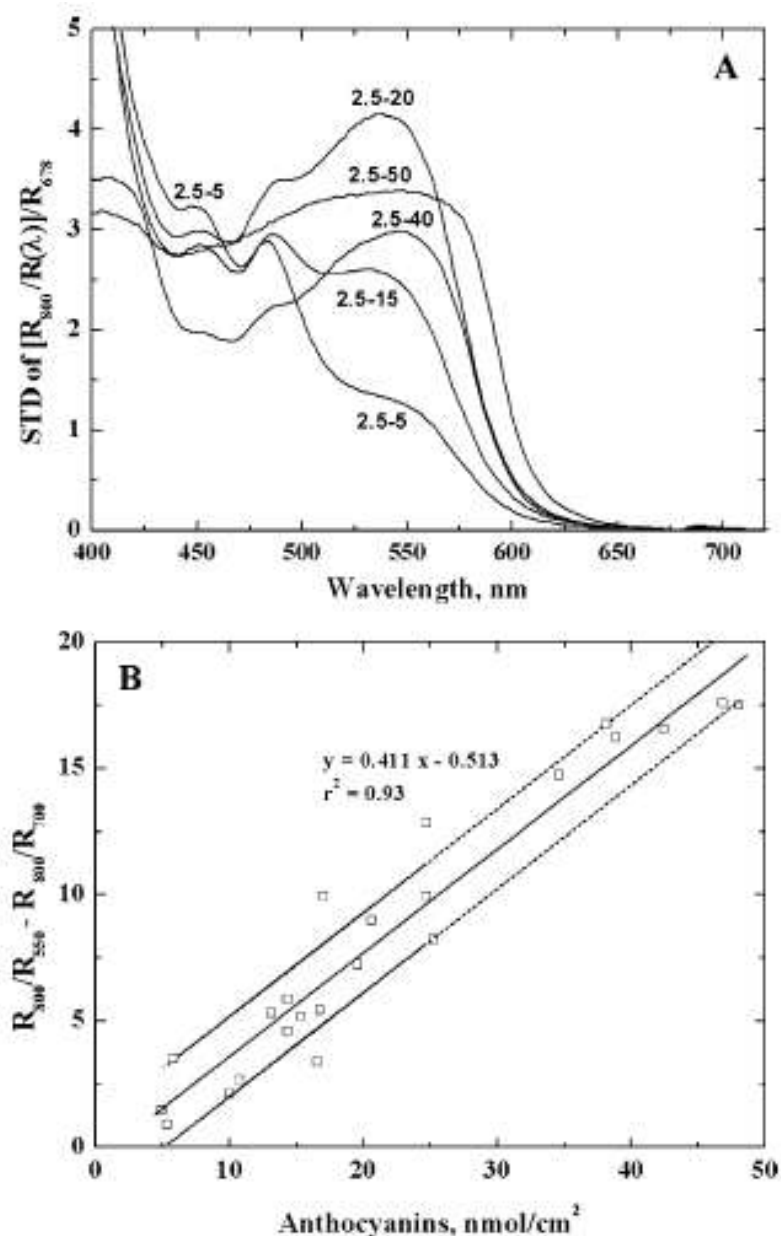 A
5
4
3
2
1
0
STD of [R₈₀₀/R(λ)]/R₆₇₈
2.5-20
2.5-5
2.5-50
2.5-40
2.5-15
2.5-5
400 450 500 550 600 650 700
Wavelength, nm
B
20
15
10
5
0
R₈₀₀/R₅₅₀ - R₈₀₀/R₇₀₀
y = 0.411 x - 0.513
r² = 0.93
0 10 20 30 40 50
Anthocyanins, nmol/cm²